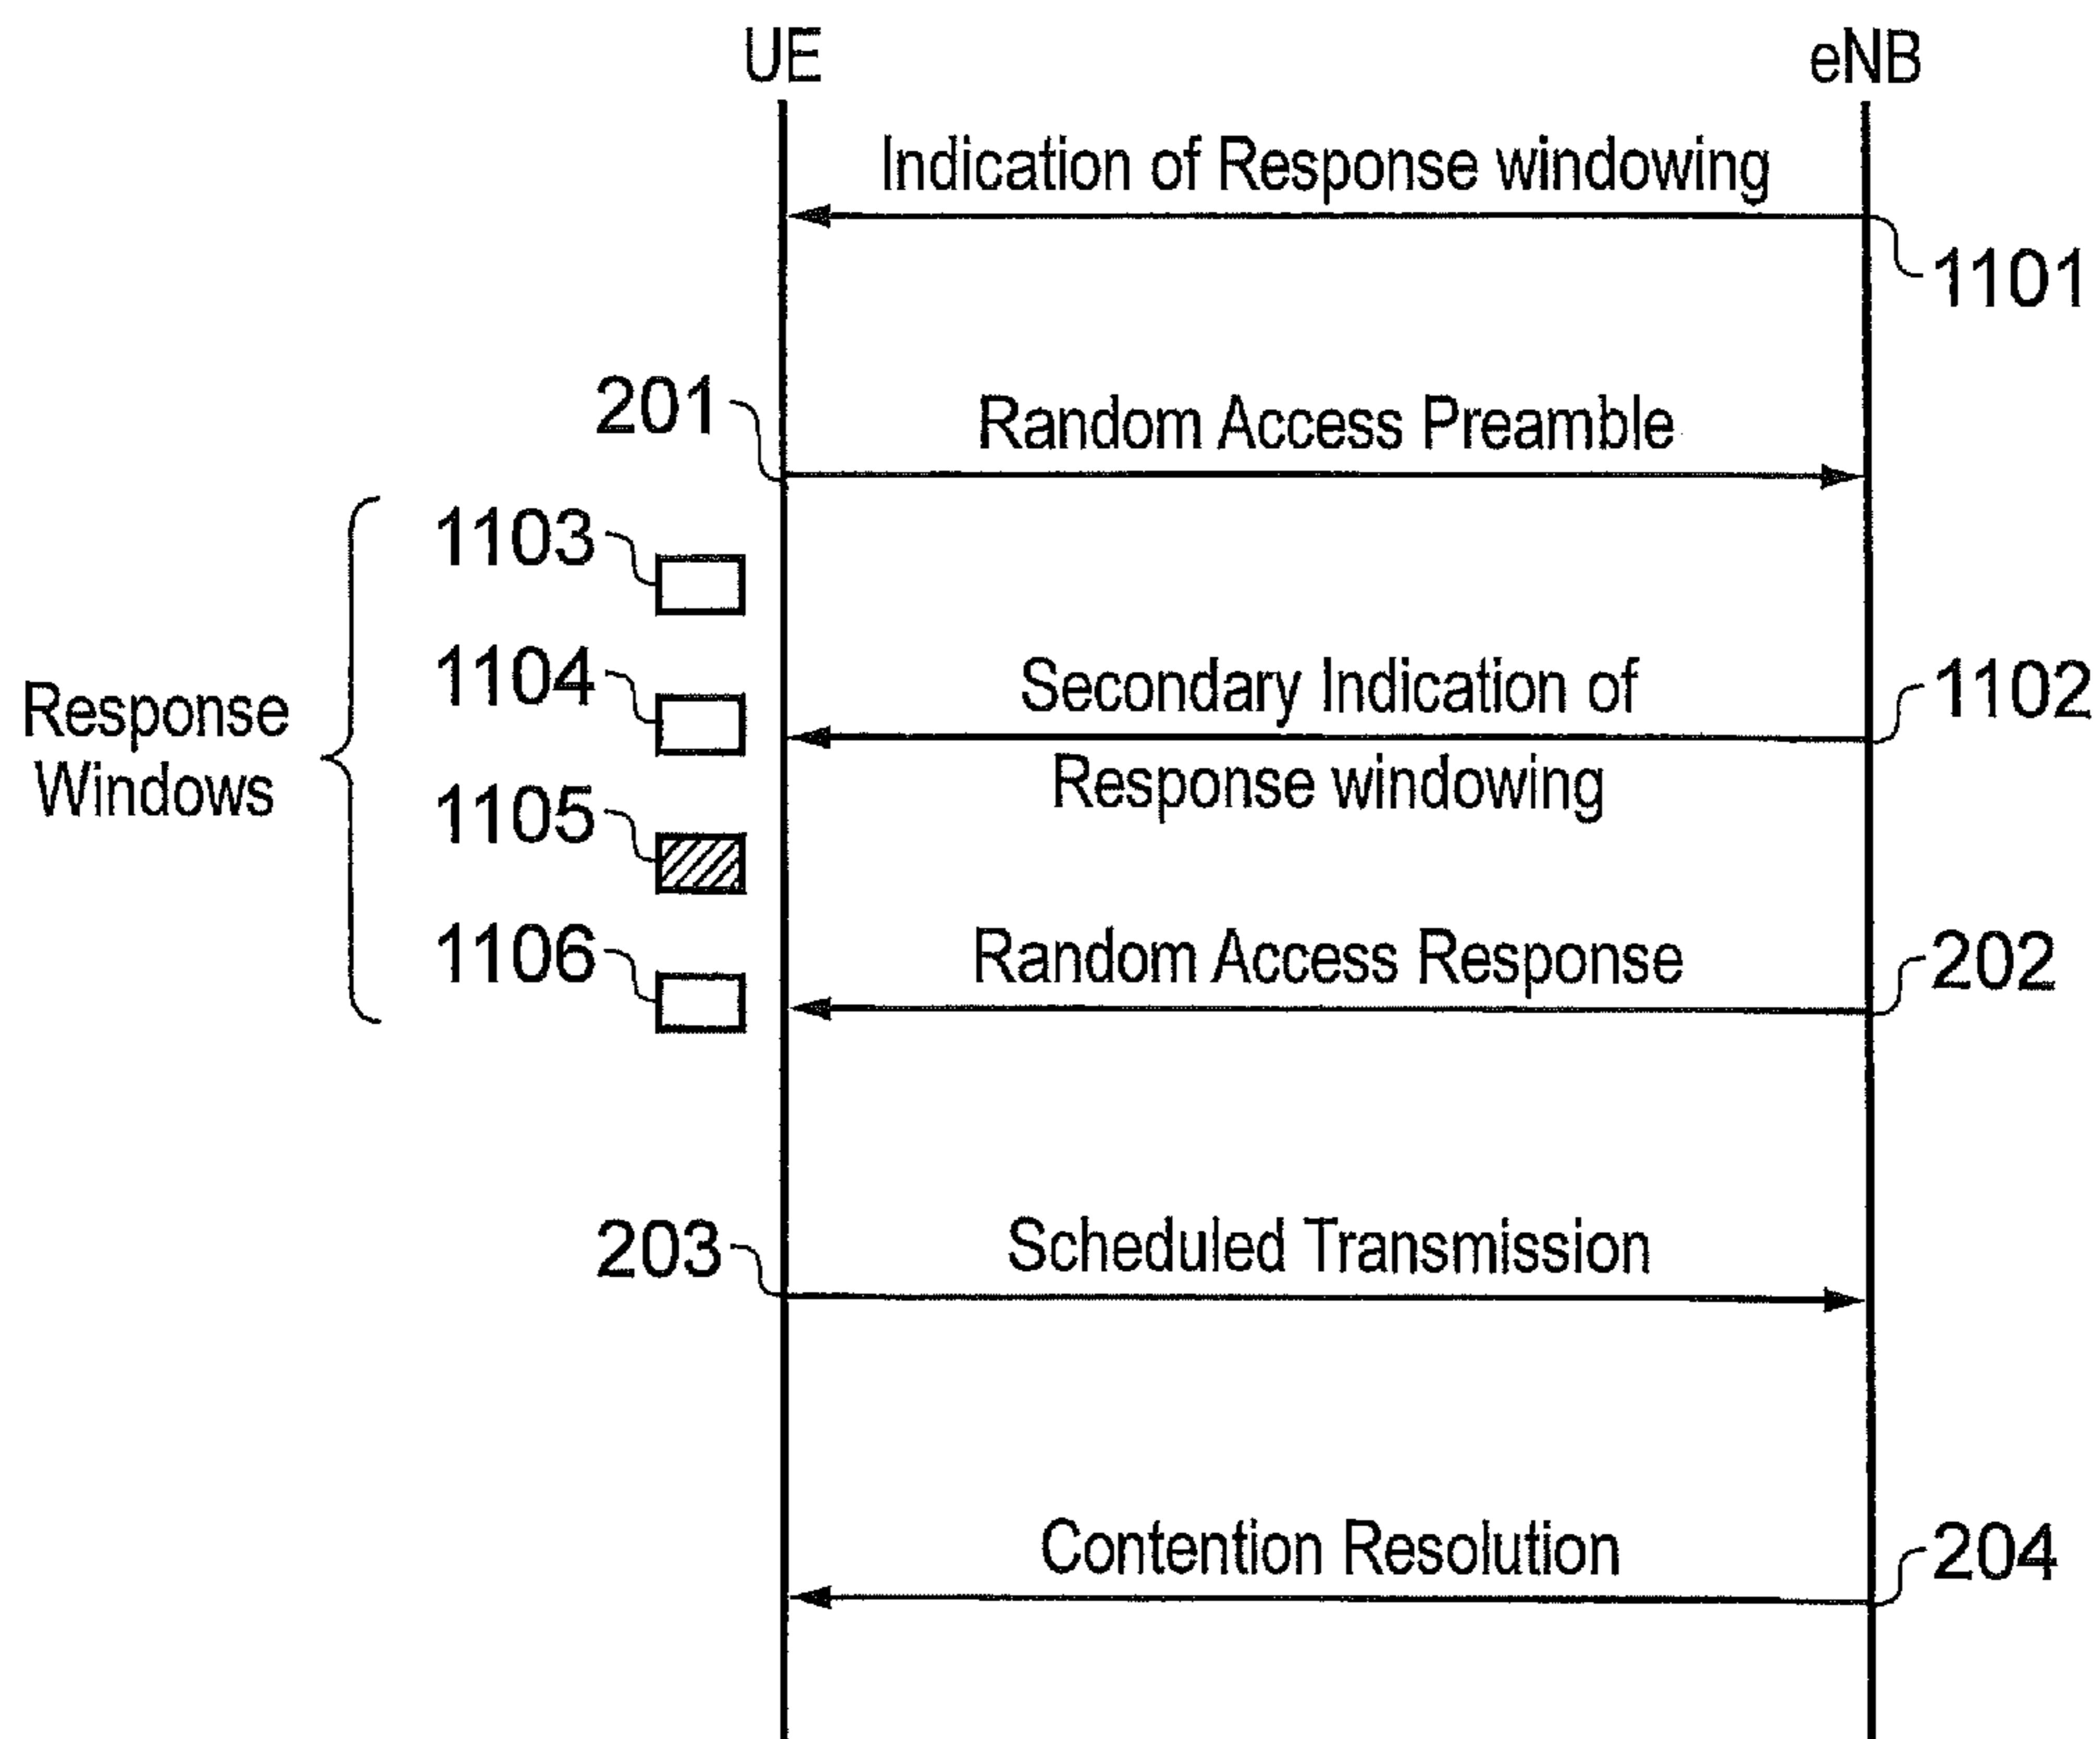 UE
eNB
Indication of Response windowing
1101
201
Random Access Preamble
1103
1104
Secondary Indication of
1102
Response
Windows
Response windowing
1105
1106
Random Access Response
202
203
Scheduled Transmission
Contention Resolution
204